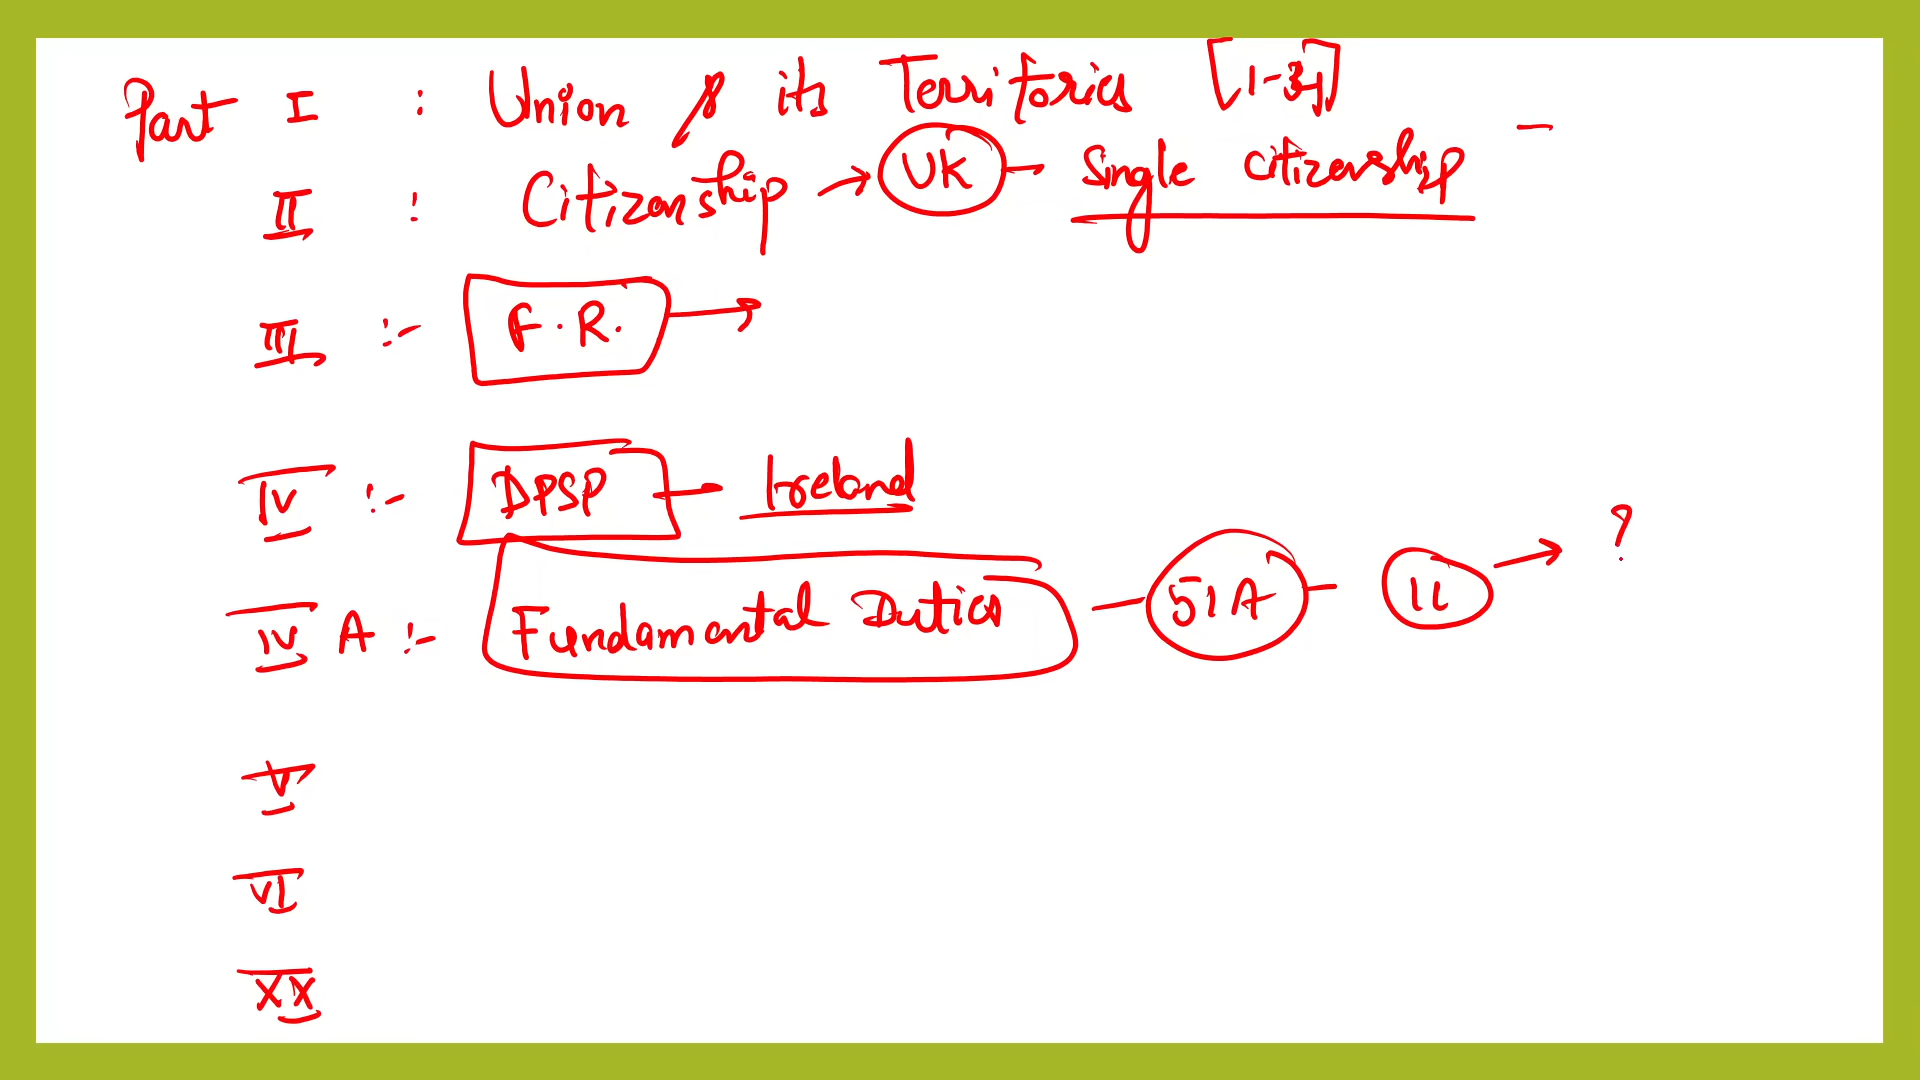 Part I : Union & its Territories [1-4]
II : Citizenship → UK - Single Citizenship -
III :- F.R. →
IV :- DPSP - Ireland
IV A :- Fundamental Duties - 51A - 11 → ?
V
VI
XX